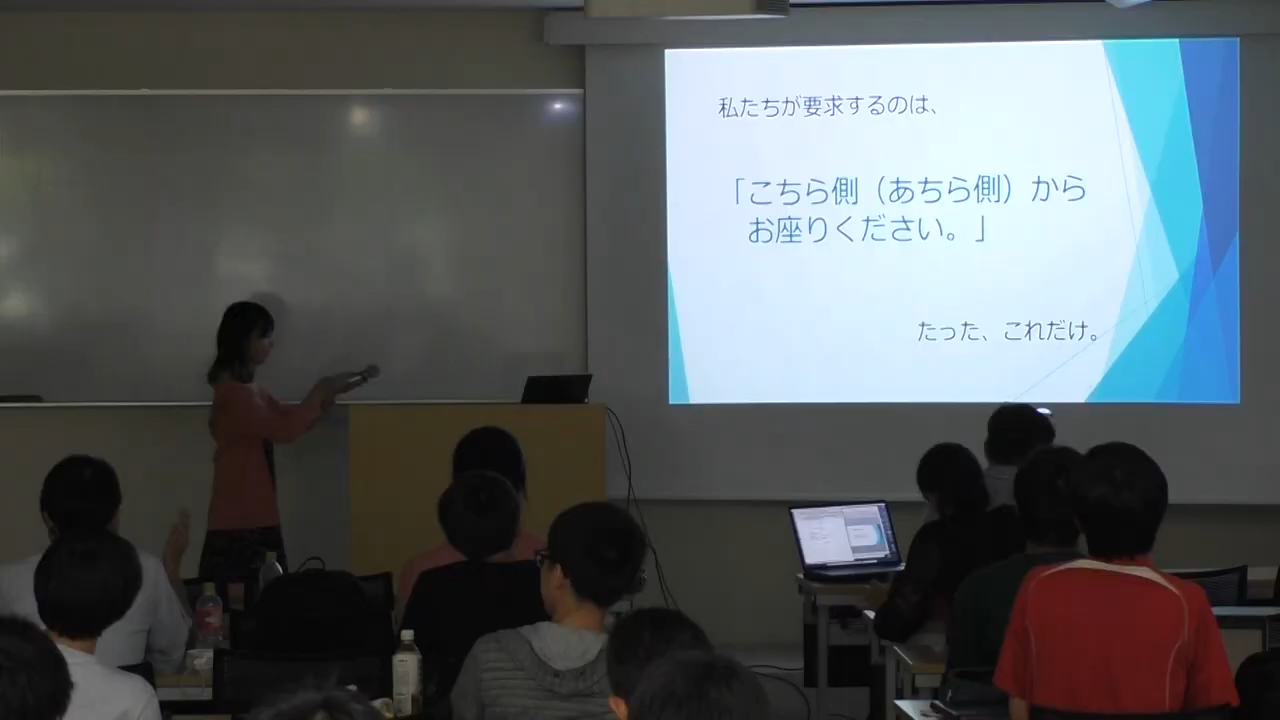 私たちが要求するのは、
「こちら側（あちら側）から
お座りください。」
たった、これだけ。